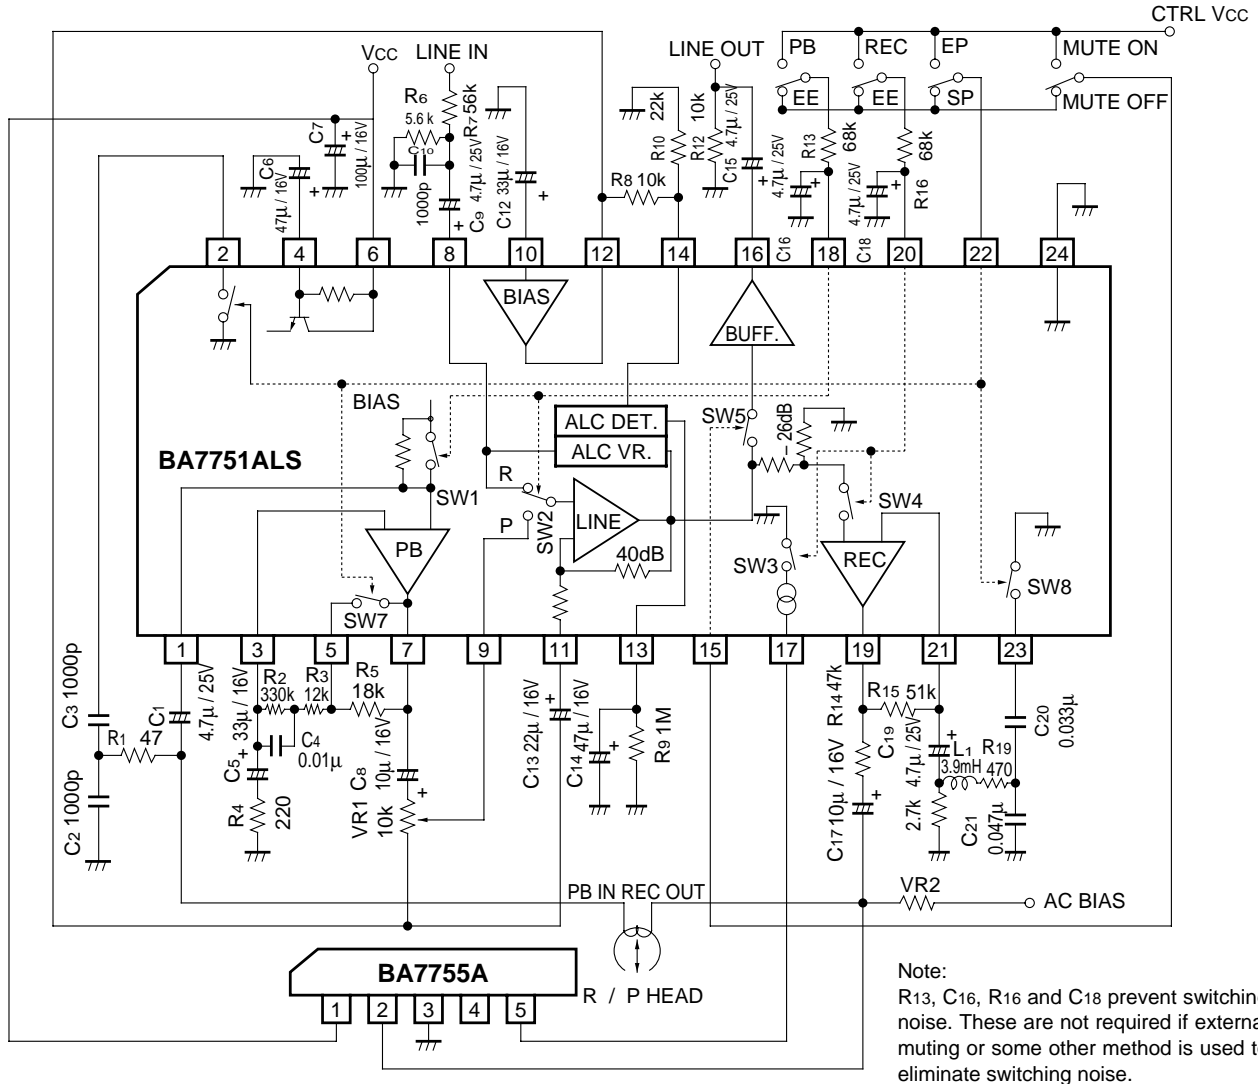 CTRL VCC
VCC
LINE IN
LINE OUT
PB
REC
EP
MUTE ON
EE
EE
SP
MUTE OFF
C7
100µ / 16V
+
C6
47µ / 16V
+
R6
5.6 k
C10
1000p
R7 56k
C9 4.7µ / 25V
+
C12 33µ / 16V
+
22k
R10
R8 10k
10k
R12
C15 4.7µ / 25V
+
R13
68k
4.7µ / 25V
+
C16
68k
R16
4.7µ / 25V
+
C18
2
4
6
8
10
12
14
16
18
20
22
24
BIAS
BUFF.
BIAS
SW1
ALC DET.
ALC VR.
SW5
– 26dB
BA7751ALS
R
P
SW2
LINE
40dB
SW4
SW3
REC
SW8
PB
SW7
1
3
5
7
9
11
13
15
17
19
21
23
C3 1000p
R1
47
C2 1000p
4.7µ / 25V
C1
33µ / 16V
R2
330k
R3
12k
R5
18k
C4
0.01µ
C5
+
R4
220
C8
10µ / 16V
+
VR1
10k
C13 22µ / 16V
+
C14 47µ / 16V
+
R9 1M
R14 47k
C17 10µ / 16V
+
R15 51k
C19
4.7µ / 25V
+
L1
3.9mH
R19
470
2.7k
C20
0.033µ
C21
0.047µ
PB IN REC OUT
VR2
AC BIAS
R / P HEAD
BA7755A
1
2
3
4
5
Note:
R13, C16, R16 and C18 prevent switching
noise. These are not required if externa
muting or some other method is used t
eliminate switching noise.